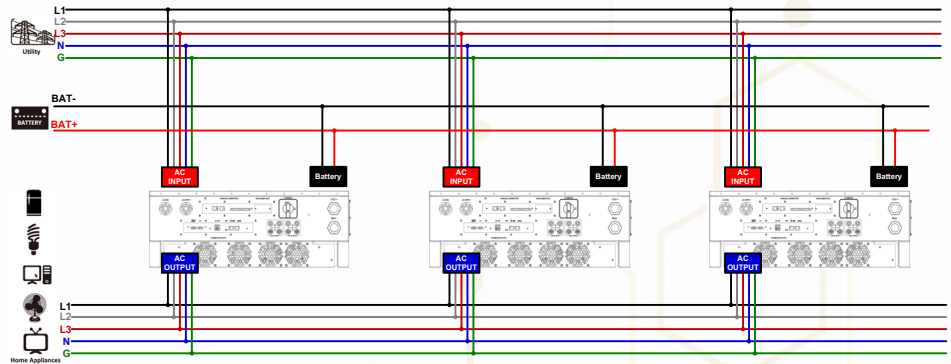 L1
L2
L3
N
G
Utility
BAT-
BATTERY
BAT+
AC
INPUT
Battery
AC
INPUT
Battery
AC
INPUT
Battery
AC
OUTPUT
AC
OUTPUT
AC
OUTPUT
L1
L2
L3
N
G
Home Appliances